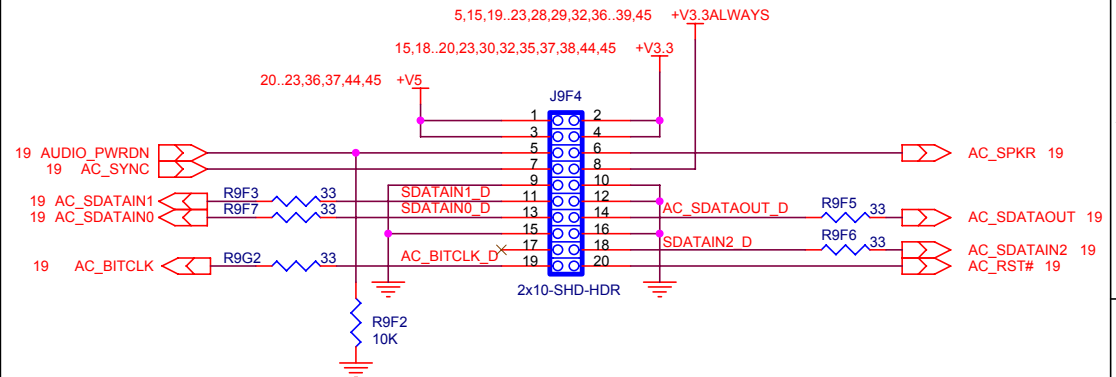 5,15,19..23,28,29,32,36..39,45 +V3.3ALWAYS
15,18..20,23,30,32,35,37,38,44,45 +V3.3
20..23,36,37,44,45 +V5
J9F4
1 2
3 4
19 AUDIO_PWRDN 5 6 AC_SPKR 19
19 AC_SYNC 7 8
9 10
19 AC_SDATAIN1 R9F3 33 SDATAIN1_D 11 12
19 AC_SDATAIN0 R9F7 33 SDATAIN0_D 13 14 AC_SDATAOUT_D R9F5 33 AC_SDATAOUT 19
15 16
17 18 SDATAIN2_D R9F6 33 AC_SDATAIN2 19
19 AC_BITCLK R9G2 33 AC_BITCLK_D 19 20 AC_RST# 19
2x10-SHD-HDR
R9F2
10K